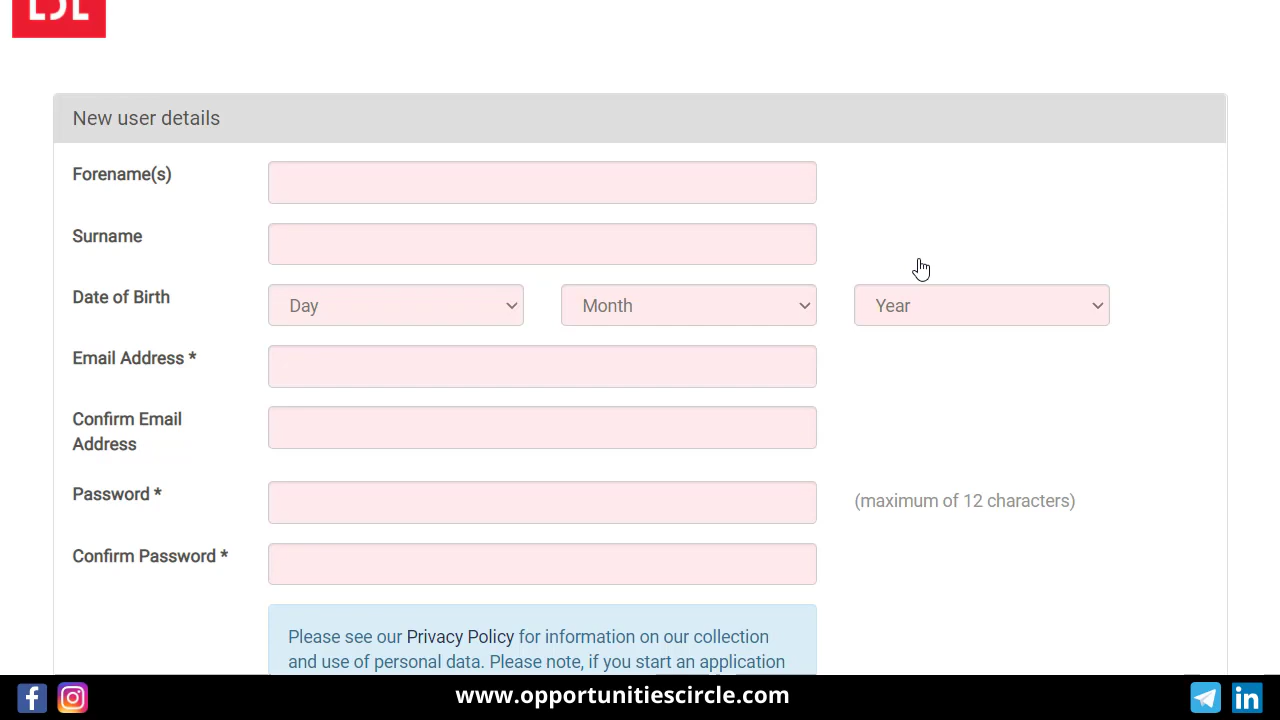 New user details
Forename(s)
Surname
Date of Birth
Day
Month
Year
Email Address *
Confirm Email
Address
Password *
(maximum of 12 characters)
Confirm Password *
Please see our Privacy Policy for information on our collection
and use of personal data. Please note, if you start an application
www.opportunitiescircle.com